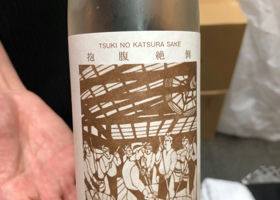 TSUKI NO KATSURA SAKE
抱腹絶倒